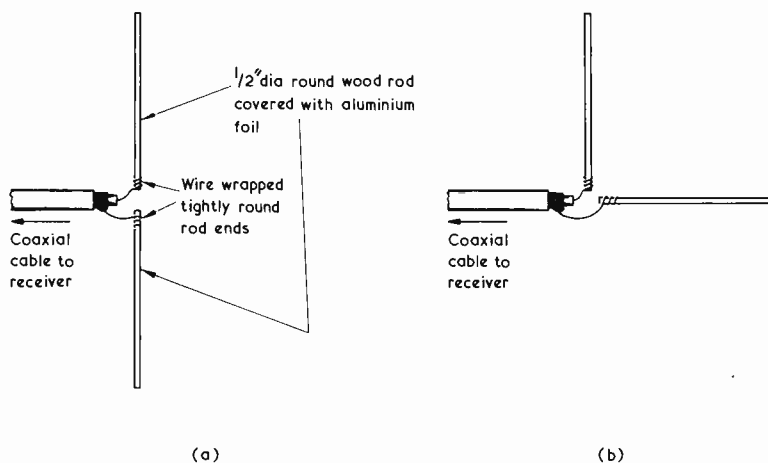 1/2"dia round wood rod
covered with aluminium
foil
Wire wrapped
tightly round
rod ends
Coaxial
cable to
receiver
Coaxial
cable to
receiver
(a)
(b)